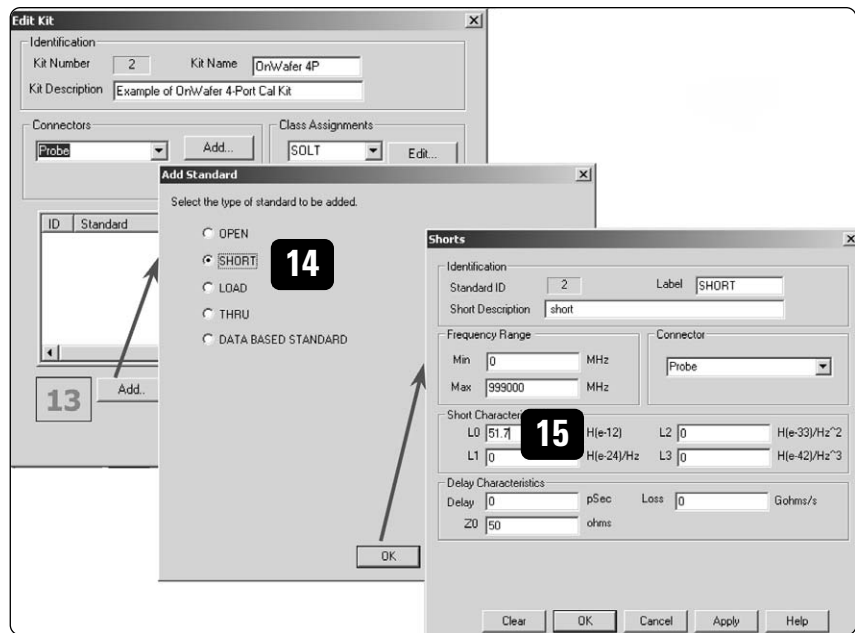 Edit Kit
Identification
Kit Number 2 Kit Name OnWafer 4P
Kit Description Example of OnWafer 4-Port Cal Kit
Connectors
Probe Add...
Class Assignments
SOLT Edit...
ID Standard
13 Add..
Add Standard
Select the type of standard to be added.
OPEN
SHORT 14
LOAD
THRU
DATA BASED STANDARD
OK
Shorts
Identification
Standard ID 2 Label SHORT
Short Description short
Frequency Range
Min 0 MHz
Max 999000 MHz
Connector
Probe
Short Characteri
L0 51.7 15 H(e-12) L2 0 H(e-33)/Hz^2
L1 0 H(e-24)/Hz L3 0 H(e-42)/Hz^3
Delay Characteristics
Delay 0 pSec Loss 0 Gohms/s
Z0 50 ohms
Clear OK Cancel Apply Help